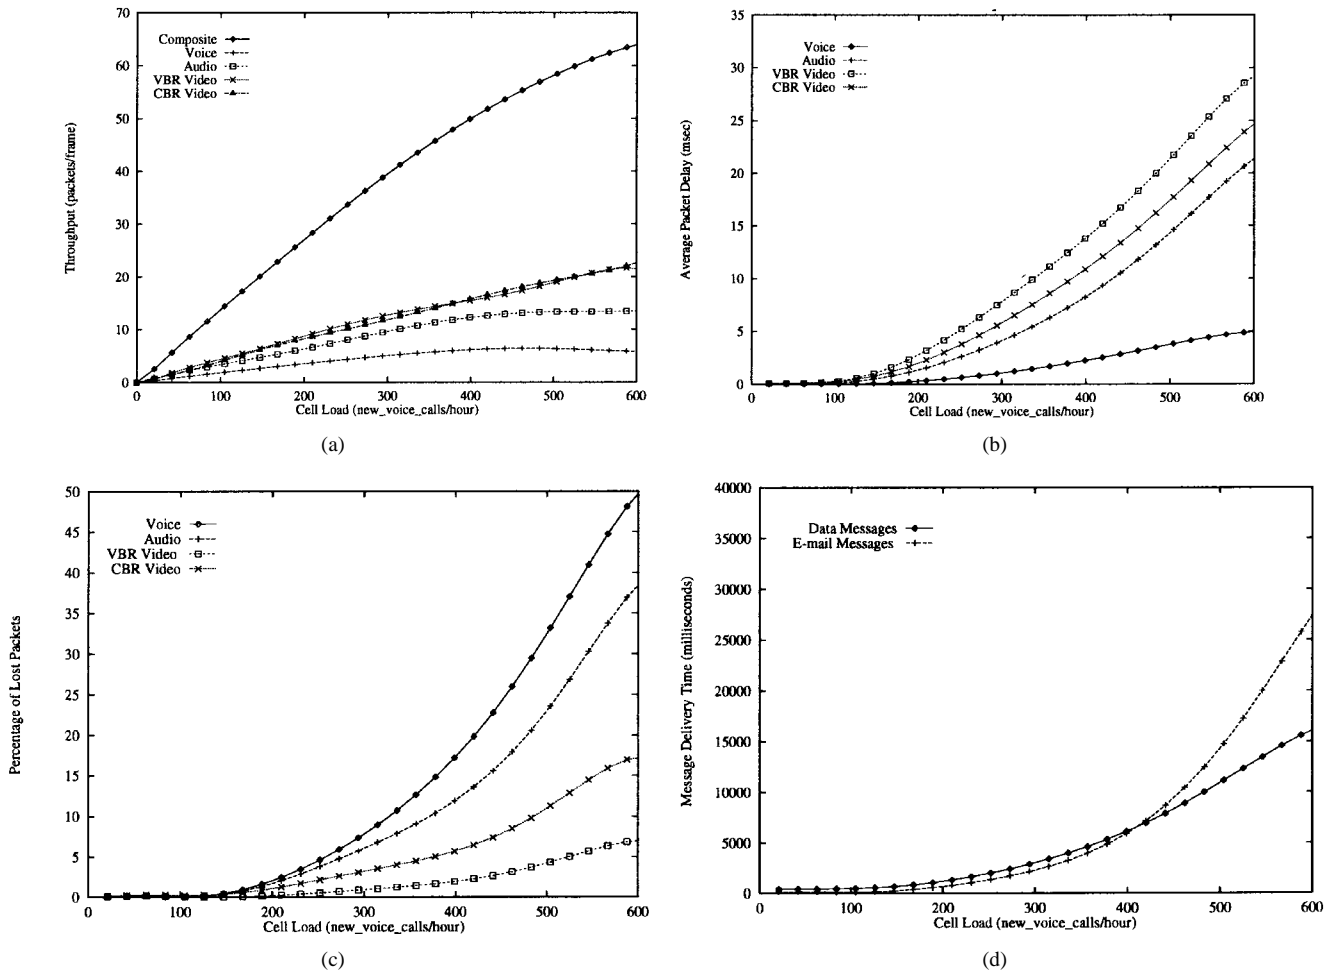 70
60
50
40
30
20
10
0
Throughput (packets/frame)
Composite
Voice
Audio
VBR Video
CBR Video
0 100 200 300 400 500 600
Cell Load (new_voice_calls/hour)
(a)
35
30
25
20
15
10
5
0
Average Packet Delay (msec)
Voice
Audio
VBR Video
CBR Video
0 100 200 300 400 500 600
Cell Load (new_voice_calls/hour)
(b)
50
45
40
35
30
25
20
15
10
5
0
Percentage of Lost Packets
Voice
Audio
VBR Video
CBR Video
0 100 200 300 400 500 600
Cell Load (new_voice_calls/hour)
(c)
40000
35000
30000
25000
20000
15000
10000
5000
0
Message Delivery Time (milliseconds)
Data Messages
E-mail Messages
0 100 200 300 400 500 600
Cell Load (new_voice_calls/hour)
(d)